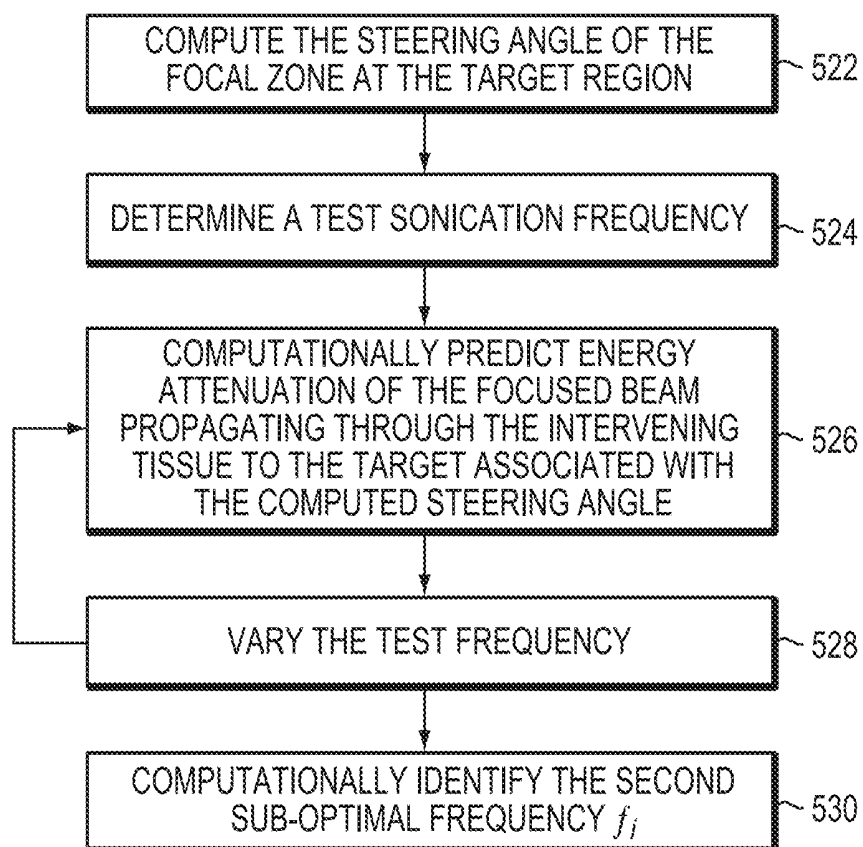 COMPUTE THE STEERING ANGLE OF THE
FOCAL ZONE AT THE TARGET REGION
522
DETERMINE A TEST SONICATION FREQUENCY
524
COMPUTATIONALLY PREDICT ENERGY
ATTENUATION OF THE FOCUSED BEAM
PROPAGATING THROUGH THE INTERVENING
TISSUE TO THE TARGET ASSOCIATED WITH
THE COMPUTED STEERING ANGLE
526
VARY THE TEST FREQUENCY
528
COMPUTATIONALLY IDENTIFY THE SECOND
SUB-OPTIMAL FREQUENCY fi
530